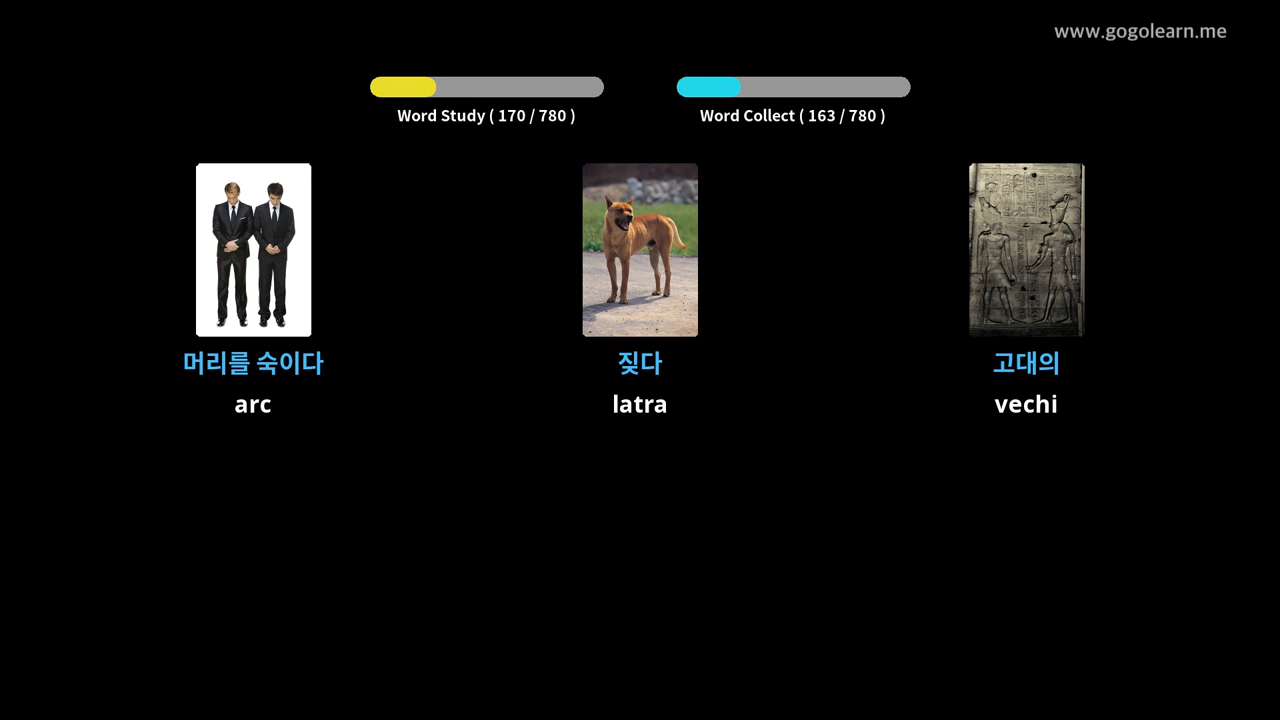 www.gogolearn.me
Word Study ( 170 / 780 )
Word Collect ( 163 / 780 )
머리를 숙이다
짖다
고대의
arc
latra
vechi